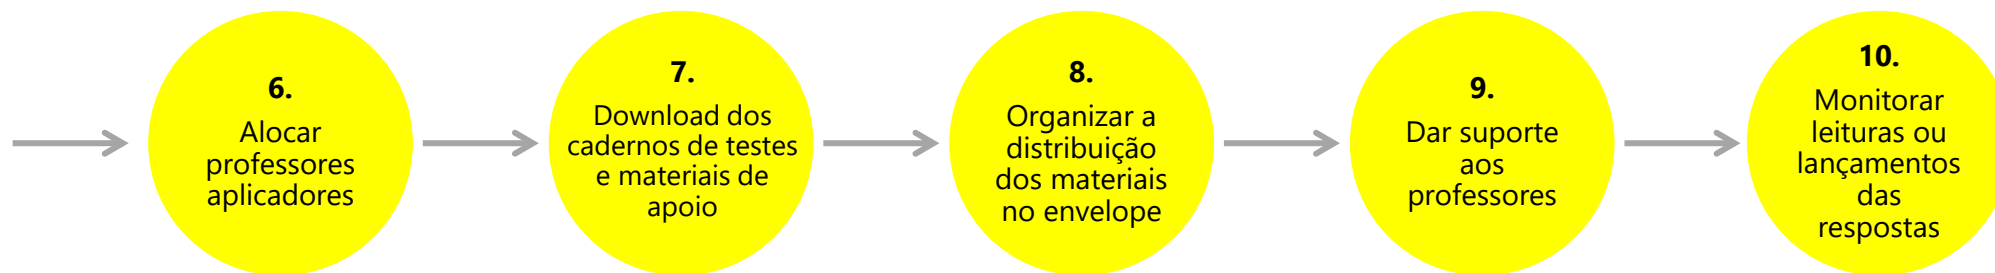 6.
Alocar
professores
aplicadores
7.
Download dos
cadernos de testes
e materiais de
apoio
8.
Organizar a
distribuição
dos materiais
no envelope
9.
Dar suporte
aos
professores
10.
Monitorar
leituras ou
lançamentos
das
respostas